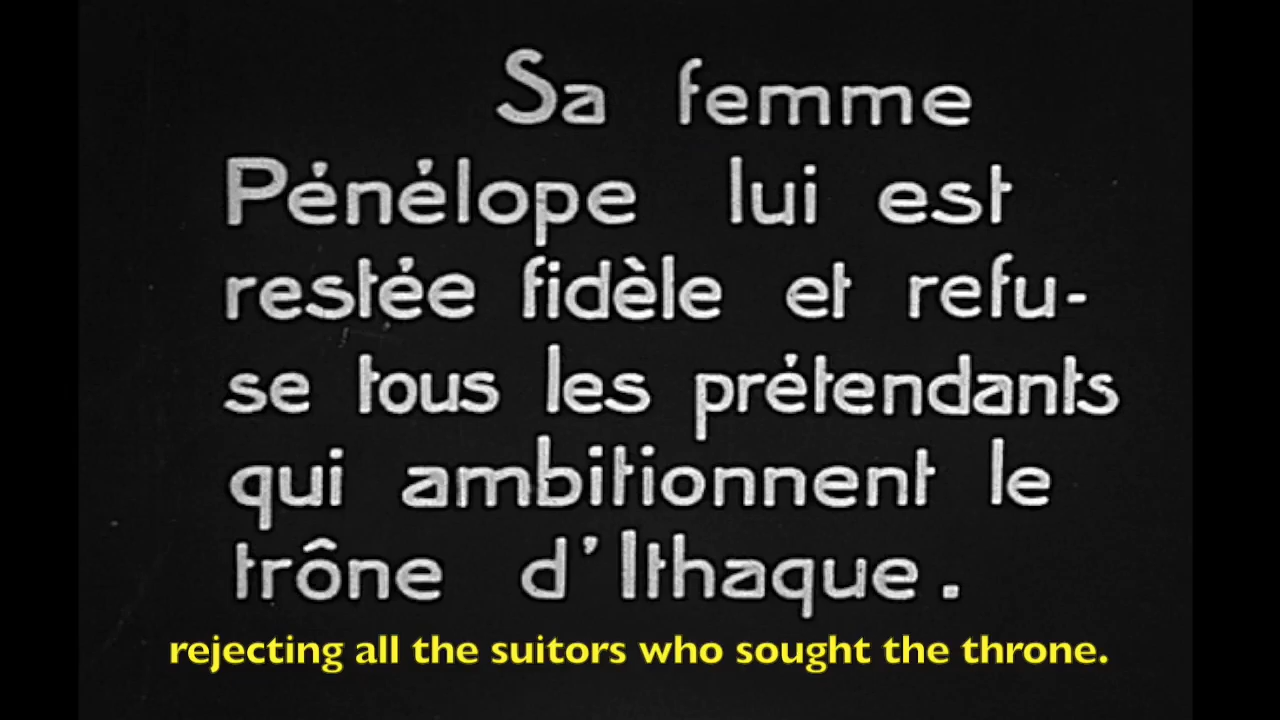 Sa femme
Pénélope lui est
restée fidèle et refu-
se tous les prétendants
qui ambitionnent le
trône d'Ithaque.
rejecting all the suitors who sought the throne.